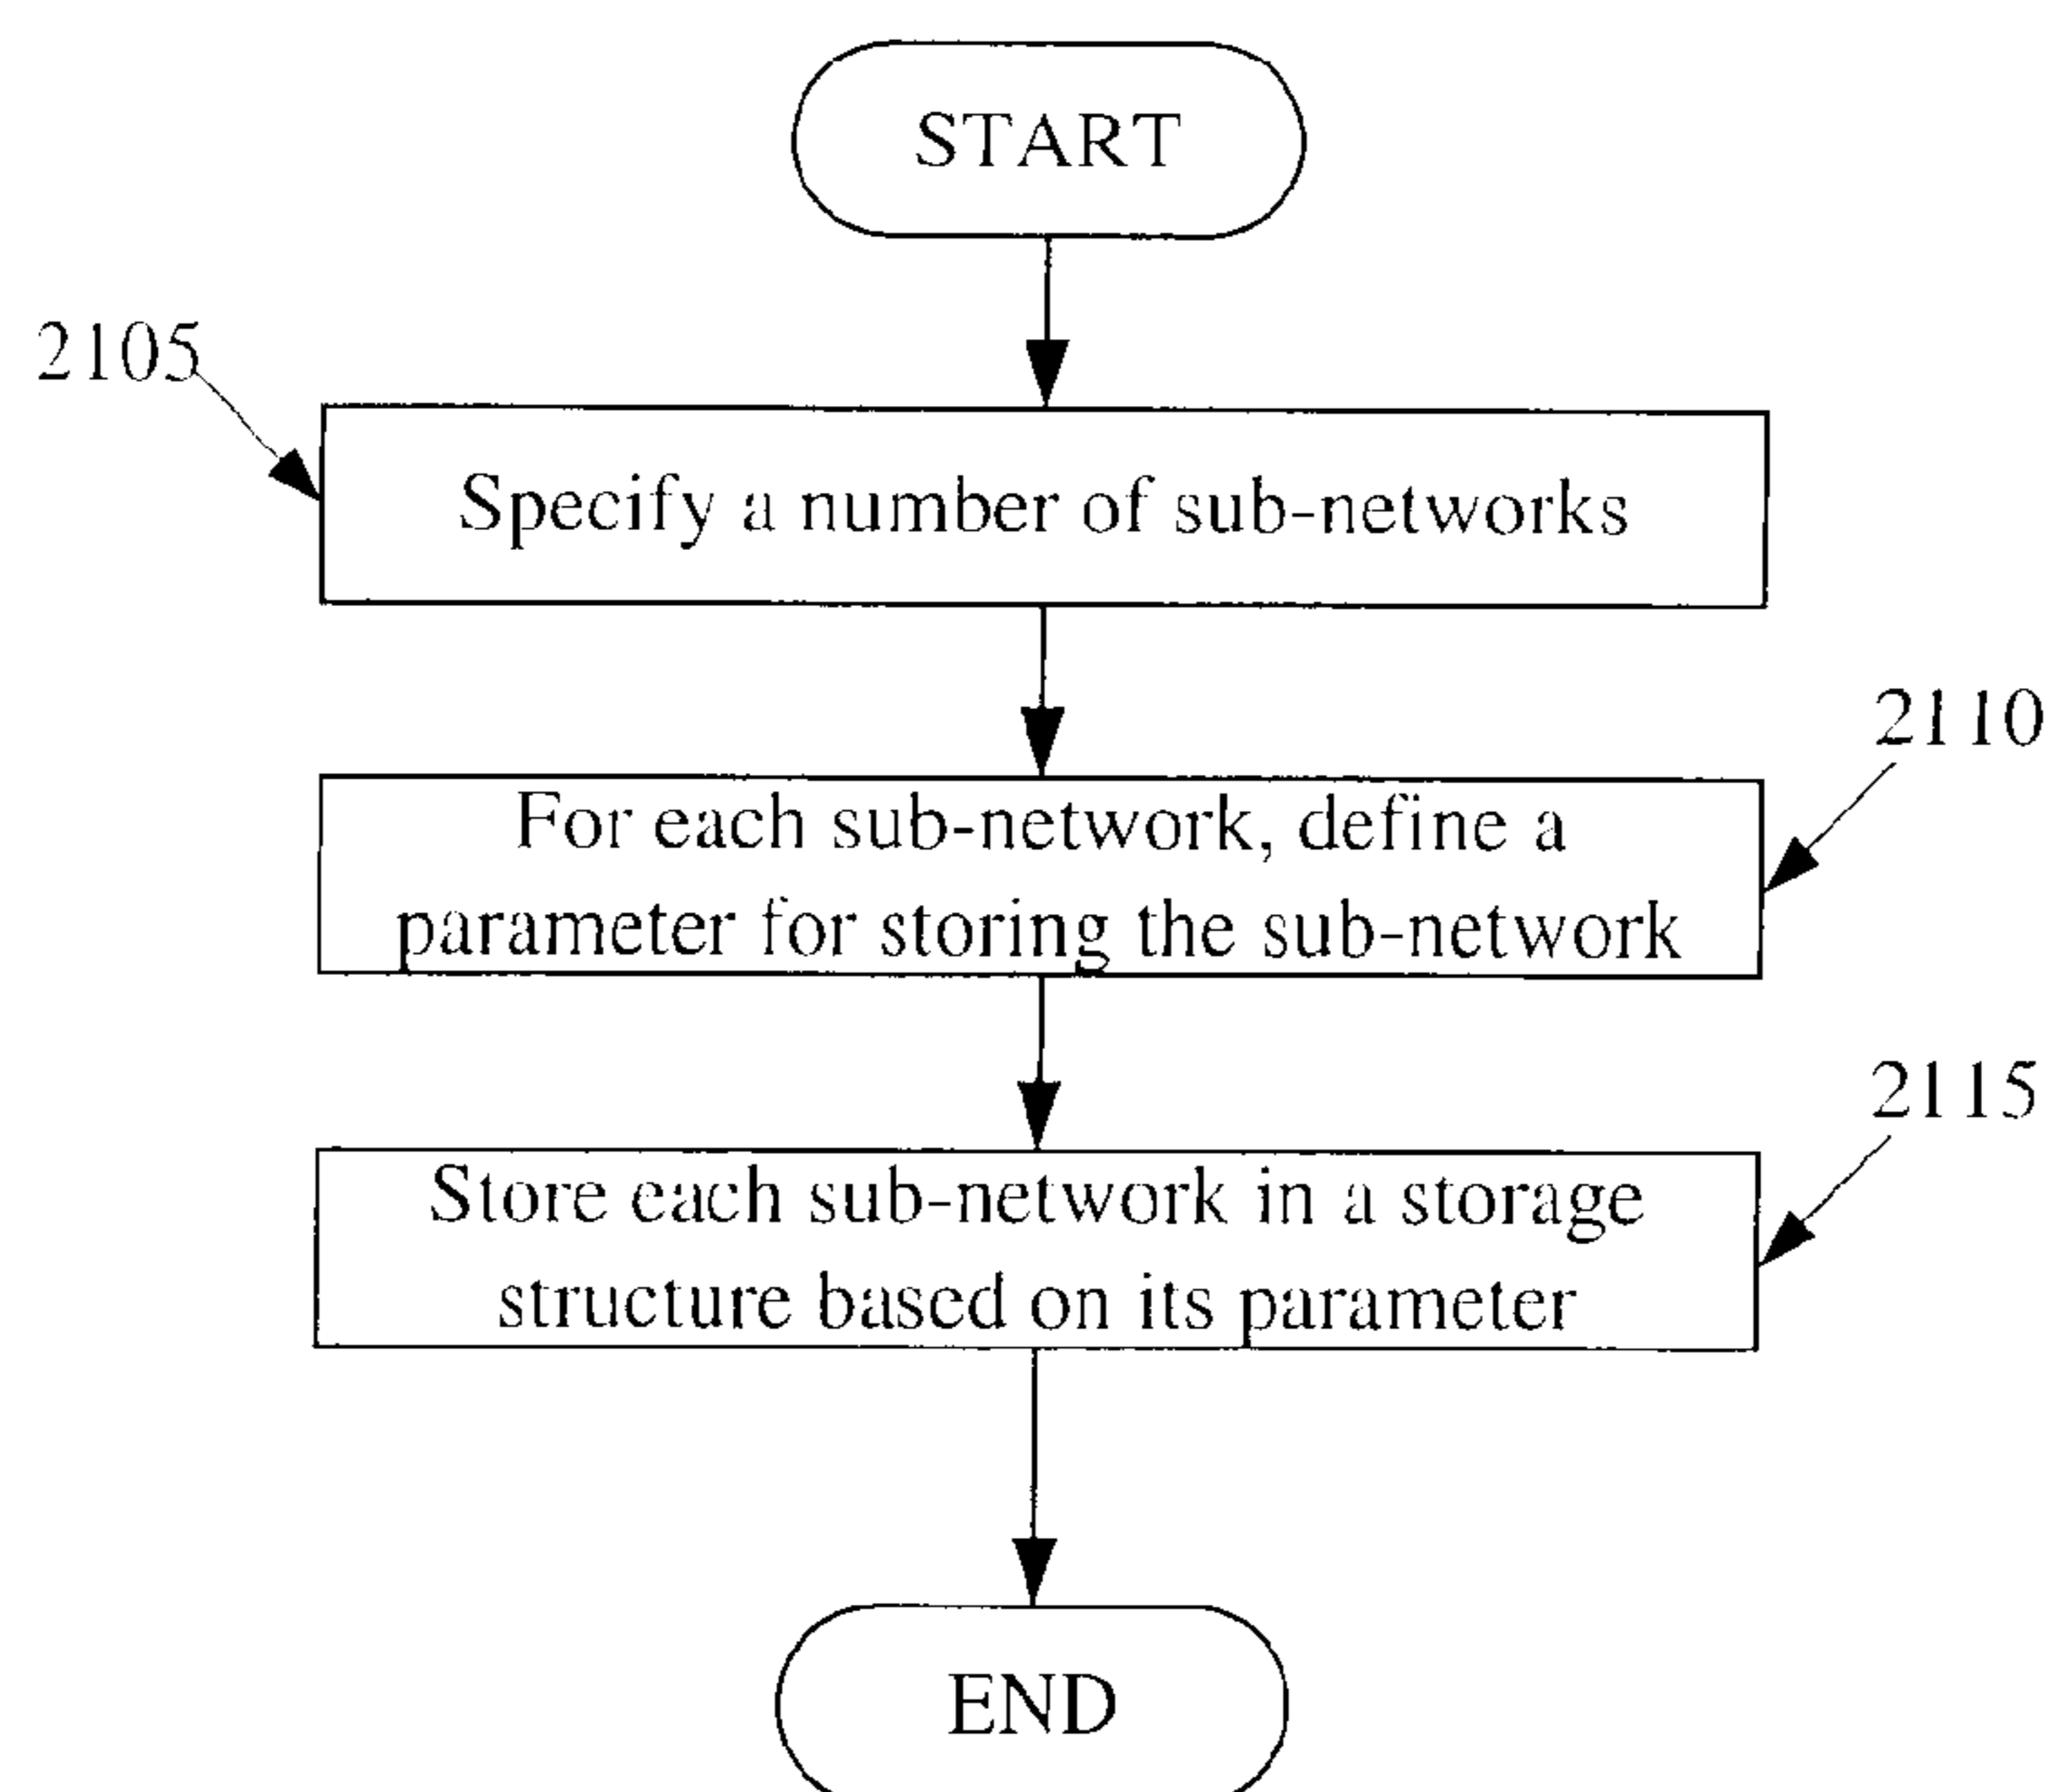 START
2105
Specify a number of sub-networks
2110
For each sub-network, define a
parameter for storing the sub-network
2115
Store each sub-network in a storage
structure based on its parameter
END